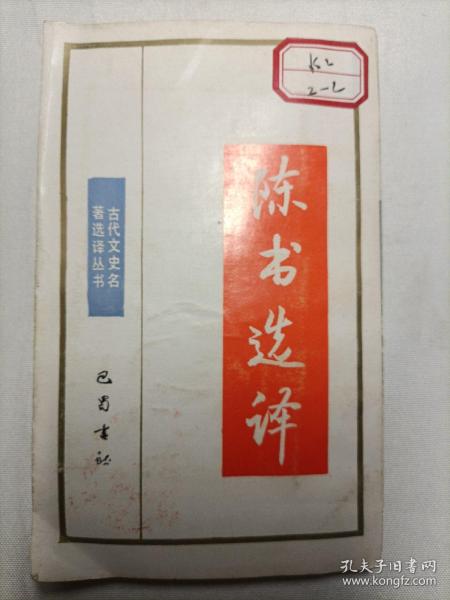 K2
2-2
陈书选译
古代文史名
著选译丛书
巴蜀书社
孔夫子旧书网
www.kongfz.com